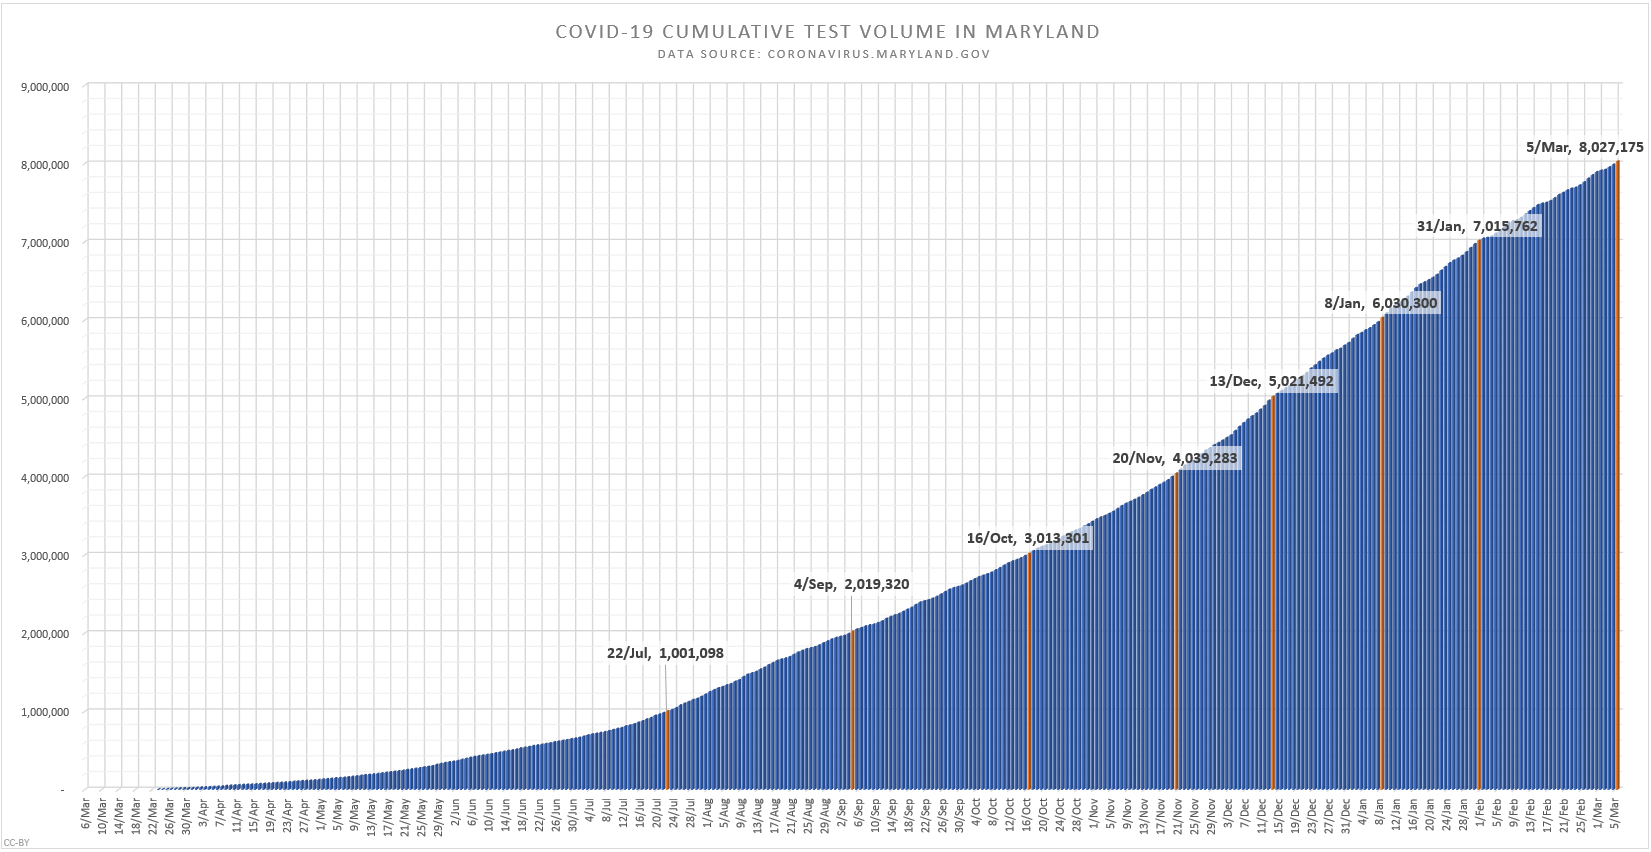 COVID-19 CUMULATIVE TEST VOLUME IN MARYLAND
DATA SOURCE: CORONAVIRUS.MARYLAND.GOV
9,000,000
8,000,000
7,000,000
6,000,000
5,000,000
4,000,000
3,000,000
2,000,000
1,000,000
-
5/Mar, 8,027,175
31/Jan, 7,015,762
8/Jan, 6,030,300
13/Dec, 5,021,492
20/Nov, 4,039,283
16/Oct, 3,013,301
4/Sep, 2,019,320
22/Jul, 1,001,098
6/Mar
10/Mar
14/Mar
18/Mar
22/Mar
26/Mar
30/Mar
3/Apr
7/Apr
11/Apr
15/Apr
19/Apr
23/Apr
27/Apr
1/May
5/May
9/May
13/May
17/May
21/May
25/May
29/May
2/Jun
6/Jun
10/Jun
14/Jun
18/Jun
22/Jun
26/Jun
30/Jun
4/Jul
8/Jul
12/Jul
16/Jul
20/Jul
24/Jul
28/Jul
1/Aug
5/Aug
9/Aug
13/Aug
17/Aug
21/Aug
25/Aug
29/Aug
2/Sep
6/Sep
10/Sep
14/Sep
18/Sep
22/Sep
26/Sep
30/Sep
4/Oct
8/Oct
12/Oct
16/Oct
20/Oct
24/Oct
28/Oct
1/Nov
5/Nov
9/Nov
13/Nov
17/Nov
21/Nov
25/Nov
29/Nov
3/Dec
7/Dec
11/Dec
15/Dec
19/Dec
23/Dec
27/Dec
31/Dec
4/Jan
8/Jan
12/Jan
16/Jan
20/Jan
24/Jan
28/Jan
1/Feb
5/Feb
9/Feb
13/Feb
17/Feb
21/Feb
25/Feb
1/Mar
5/Mar
CC-BY